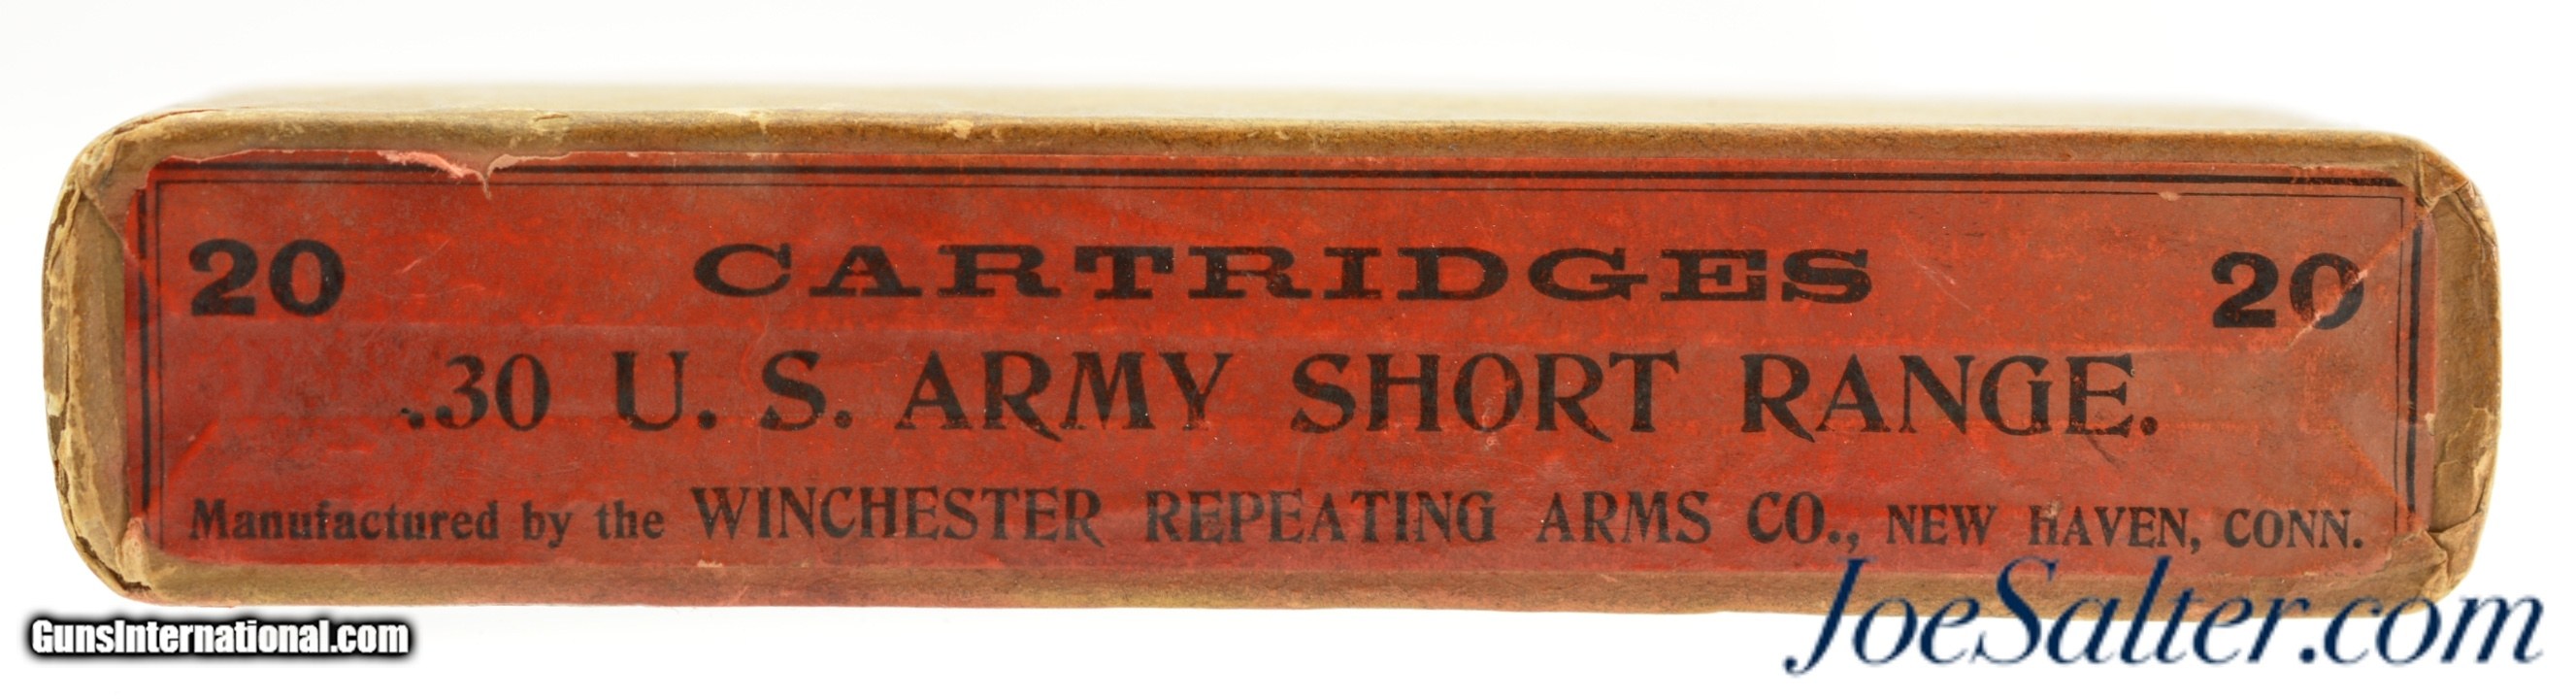 20 CARTRIDGES 20
.30 U. S. ARMY SHORT RANGE.
Manufactured by the WINCHESTER REPEATING ARMS CO., NEW HAVEN, CONN.
GunsInternational.com
JoeSalter.com